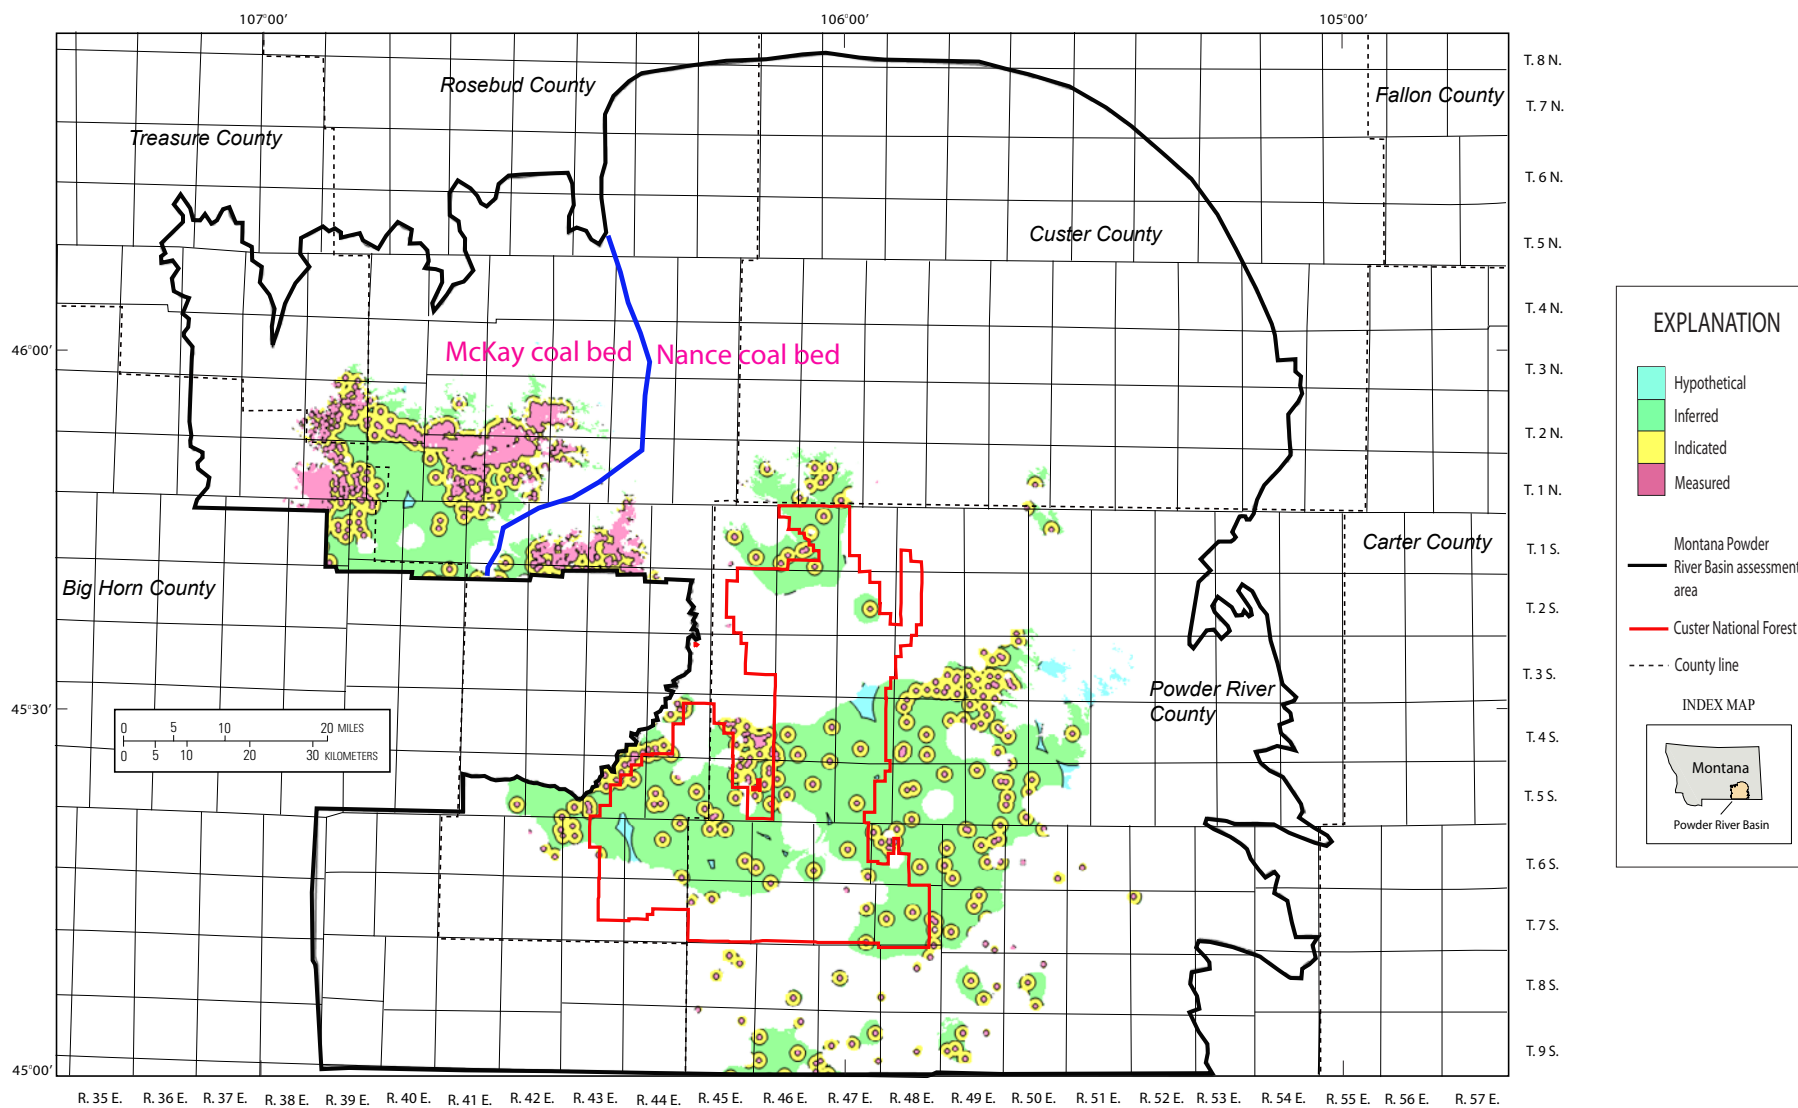 107°00′ 106°00′ 105°00′
T. 8 N.
Rosebud County
Fallon County
T. 7 N.
Treasure County
T. 6 N.
Custer County
T. 5 N.
T. 4 N.
46°00′
McKay coal bed Nance coal bed
T. 3 N.
T. 2 N.
T. 1 N.
Carter County
T. 1 S.
Big Horn County
T. 2 S.
T. 3 S.
Powder River
County
45°30′
T. 4 S.
0 5 10 20 MILES
0 5 10 20 30 KILOMETERS
T. 5 S.
T. 6 S.
T. 7 S.
T. 8 S.
T. 9 S.
45°00′
R. 35 E. R. 36 E. R. 37 E. R. 38 E. R. 39 E. R. 40 E. R. 41 E. R. 42 E. R. 43 E. R. 44 E. R. 45 E. R. 46 E. R. 47 E. R. 48 E. R. 49 E. R. 50 E. R. 51 E. R. 52 E. R. 53 E. R. 54 E. R. 55 E. R. 56 E. R. 57 E.
EXPLANATION
Hypothetical
Inferred
Indicated
Measured
Montana Powder
River Basin assessment
area
Custer National Forest
County line
INDEX MAP
Montana
Powder River Basin